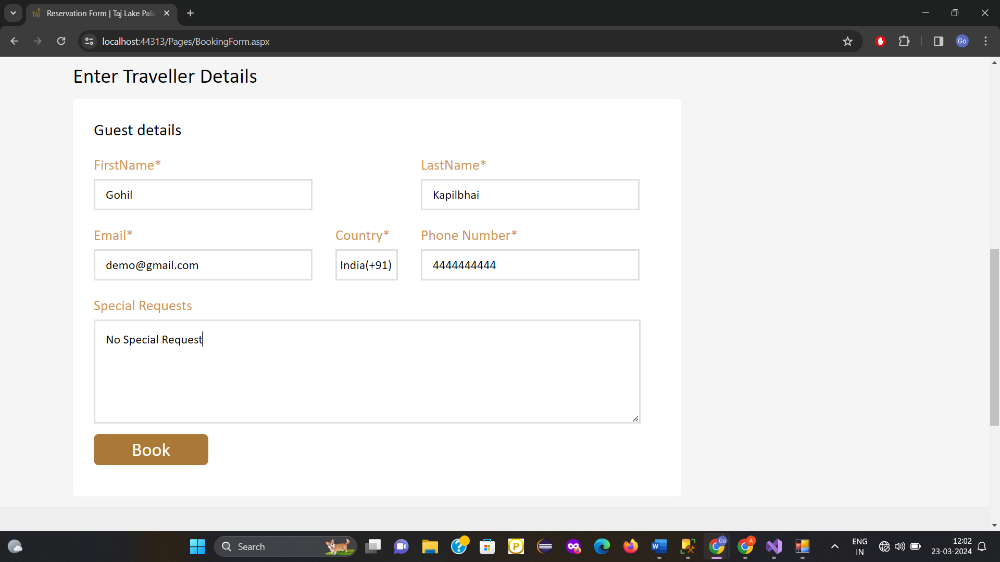 Reservation Form | Taj Lake Pala
localhost:44313/Pages/BookingForm.aspx
Go
Enter Traveller Details
Guest details
FirstName*
LastName*
Gohil
Kapilbhai
Email*
Country*
Phone Number*
demo@gmail.com
India(+91)
4444444444
Special Requests
No Special Request
Book
Search
ENG
IN
12:02
23-03-2024